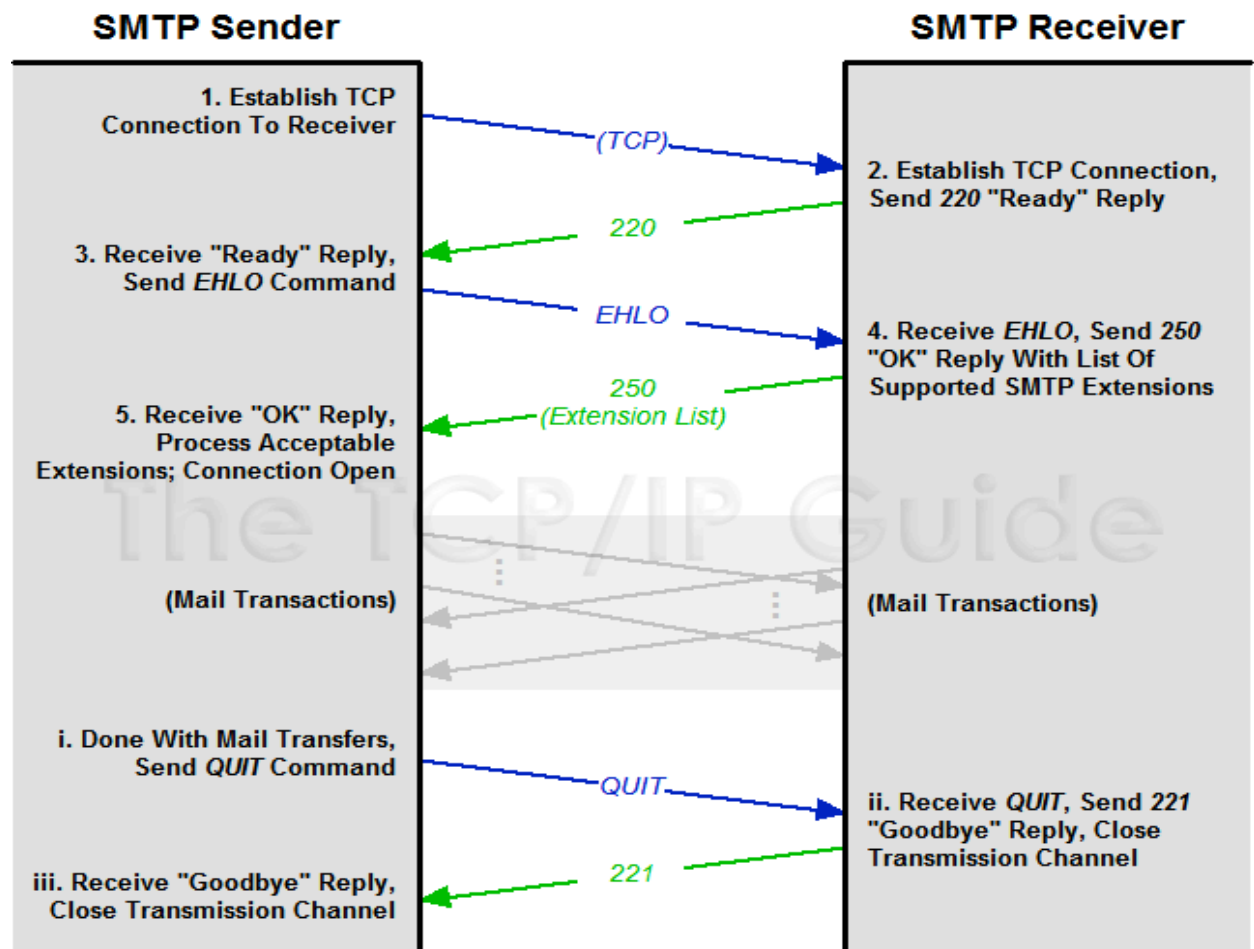 SMTP Sender
SMTP Receiver
1. Establish TCP
Connection To Receiver
(TCP)
2. Establish TCP Connection,
Send 220 "Ready" Reply
220
3. Receive "Ready" Reply,
Send EHLO Command
EHLO
4. Receive EHLO, Send 250
"OK" Reply With List Of
Supported SMTP Extensions
250
(Extension List)
5. Receive "OK" Reply,
Process Acceptable
Extensions; Connection Open
The TCP/IP Guide
(Mail Transactions)
(Mail Transactions)
i. Done With Mail Transfers,
Send QUIT Command
QUIT
ii. Receive QUIT, Send 221
"Goodbye" Reply, Close
Transmission Channel
221
iii. Receive "Goodbye" Reply,
Close Transmission Channel